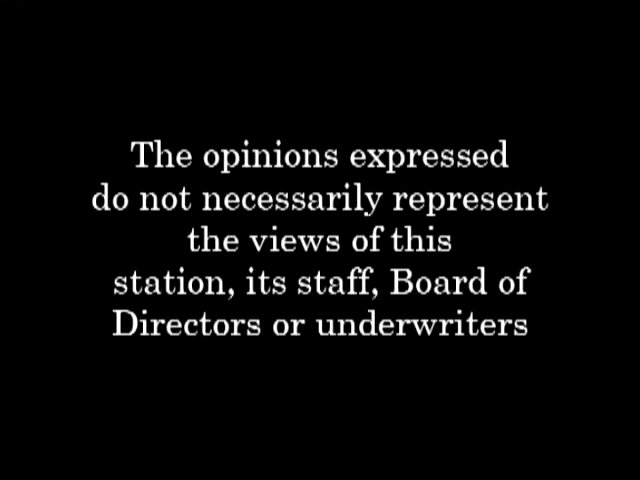 The opinions expressed
do not necessarily represent
the views of this
station, its staff, Board of
Directors or underwriters